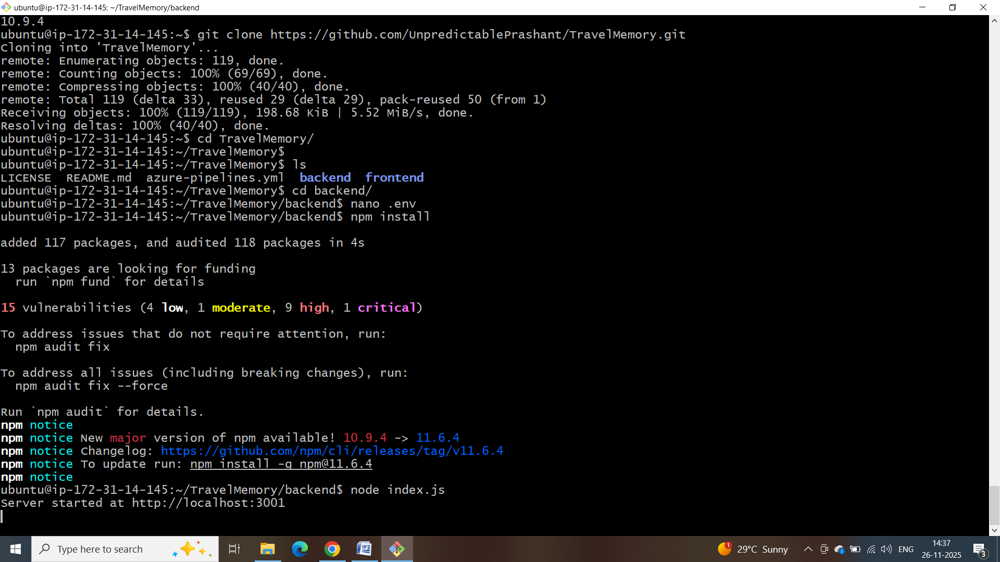 ubuntu@ip-172-31-14-145: ~/TravelMemory/backend
10.9.4
ubuntu@ip-172-31-14-145:~$ git clone https://github.com/UnpredictablePrashant/TravelMemory.git
Cloning into 'TravelMemory'...
remote: Enumerating objects: 119, done.
remote: Counting objects: 100% (69/69), done.
remote: Compressing objects: 100% (40/40), done.
remote: Total 119 (delta 33), reused 29 (delta 29), pack-reused 50 (from 1)
Receiving objects: 100% (119/119), 198.68 KiB | 5.52 MiB/s, done.
Resolving deltas: 100% (40/40), done.
ubuntu@ip-172-31-14-145:~$ cd TravelMemory/
ubuntu@ip-172-31-14-145:~/TravelMemory$
ubuntu@ip-172-31-14-145:~/TravelMemory$ ls
LICENSE  README.md  azure-pipelines.yml  backend  frontend
ubuntu@ip-172-31-14-145:~/TravelMemory$ cd backend/
ubuntu@ip-172-31-14-145:~/TravelMemory/backend$ nano .env
ubuntu@ip-172-31-14-145:~/TravelMemory/backend$ npm install
added 117 packages, and audited 118 packages in 4s
13 packages are looking for funding
  run `npm fund` for details
15 vulnerabilities (4 low, 1 moderate, 9 high, 1 critical)
To address issues that do not require attention, run:
  npm audit fix
To address all issues (including breaking changes), run:
  npm audit fix --force
Run `npm audit` for details.
npm notice
npm notice New major version of npm available! 10.9.4 -> 11.6.4
npm notice Changelog: https://github.com/npm/cli/releases/tag/v11.6.4
npm notice To update run: npm install -g npm@11.6.4
npm notice
ubuntu@ip-172-31-14-145:~/TravelMemory/backend$ node index.js
Server started at http://localhost:3001
Type here to search
1
29°C Sunny
ENG
14:37
26-11-2025
3